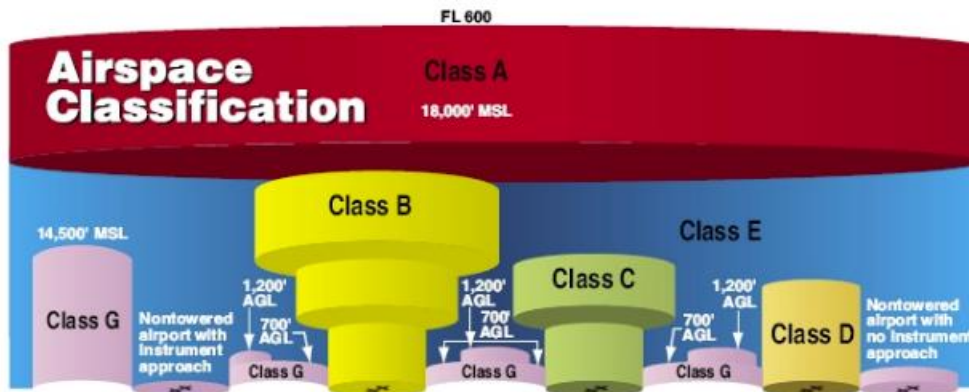 FL 600
Airspace
Classification
Class A
18,000' MSL
Class B
14,500' MSL
Class E
Class C
1,200'
AGL
1,200'
AGL
1,200'
AGL
Class G
Nontowered
airport with
Instrument
approach
700'
AGL
Class G
700'
AGL
Class G
700'
AGL
Class G
Class D
Nontowered
airport with
no Instrument
approach